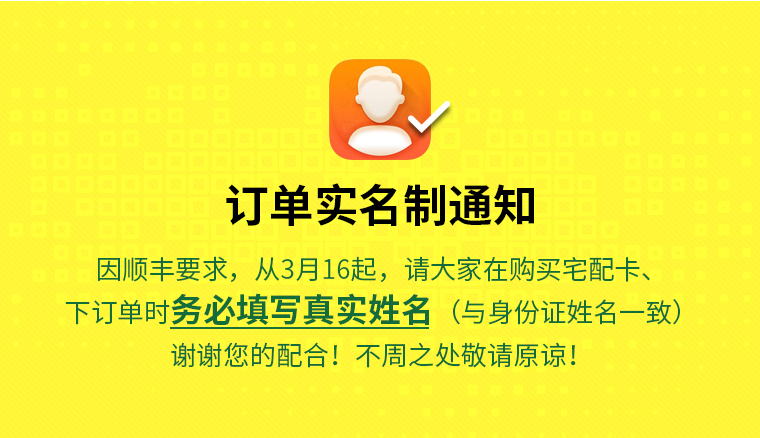 订单实名制通知
因顺丰要求，从3月16起，请大家在购买宅配卡、
下订单时务必填写真实姓名（与身份证姓名一致）
谢谢您的配合！不周之处敬请原谅！